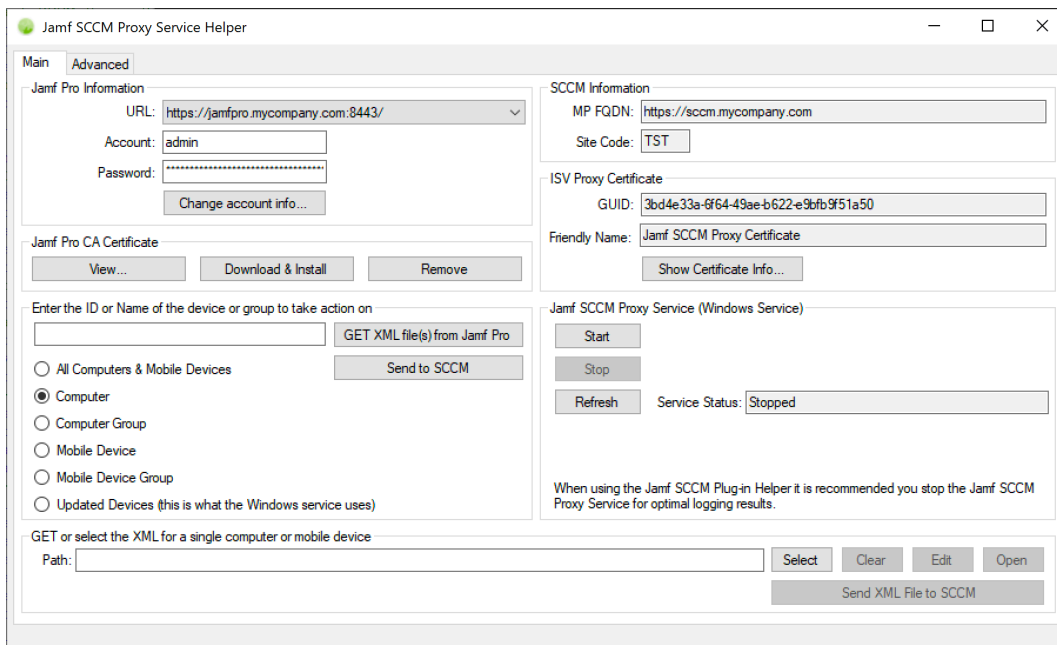 Jamf SCCM Proxy Service Helper
Main
Advanced
Jamf Pro Information
URL: https://jamfpro.mycompany.com:8443/
Account: admin
Password: **********************************
Change account info...
Jamf Pro CA Certificate
View...
Download & Install
Remove
Enter the ID or Name of the device or group to take action on
GET XML file(s) from Jamf Pro
Send to SCCM
All Computers & Mobile Devices
Computer
Computer Group
Mobile Device
Mobile Device Group
Updated Devices (this is what the Windows service uses)
SCCM Information
MP FQDN: https://sccm.mycompany.com
Site Code: TST
ISV Proxy Certificate
GUID: 3bd4e33a-6f64-49ae-b622-e9bfb9f51a50
Friendly Name: Jamf SCCM Proxy Certificate
Show Certificate Info...
Jamf SCCM Proxy Service (Windows Service)
Start
Stop
Refresh
Service Status: Stopped
When using the Jamf SCCM Plug-in Helper it is recommended you stop the Jamf SCCM
Proxy Service for optimal logging results.
GET or select the XML for a single computer or mobile device
Path:
Select
Clear
Edit
Open
Send XML File to SCCM